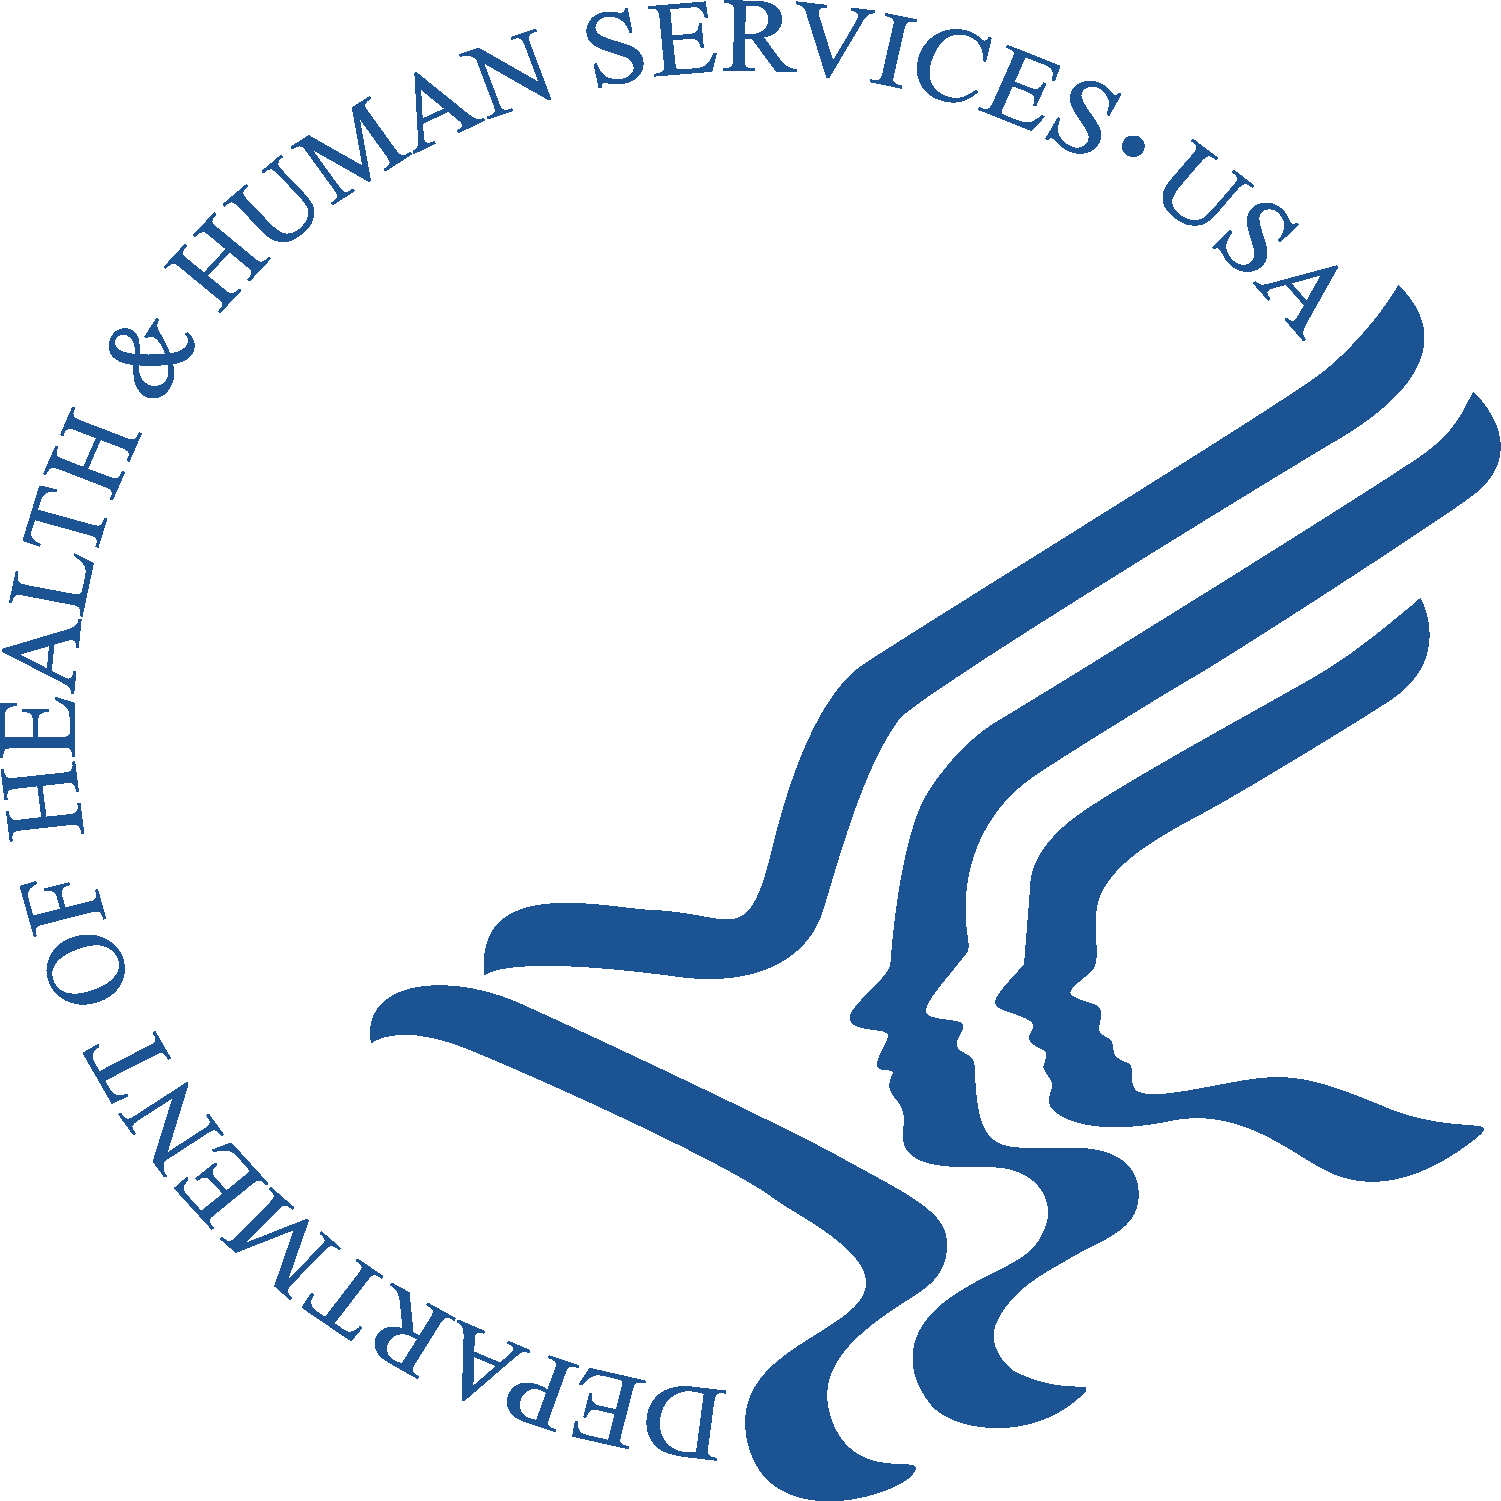 DEPARTMENT OF HEALTH & HUMAN SERVICES • USA